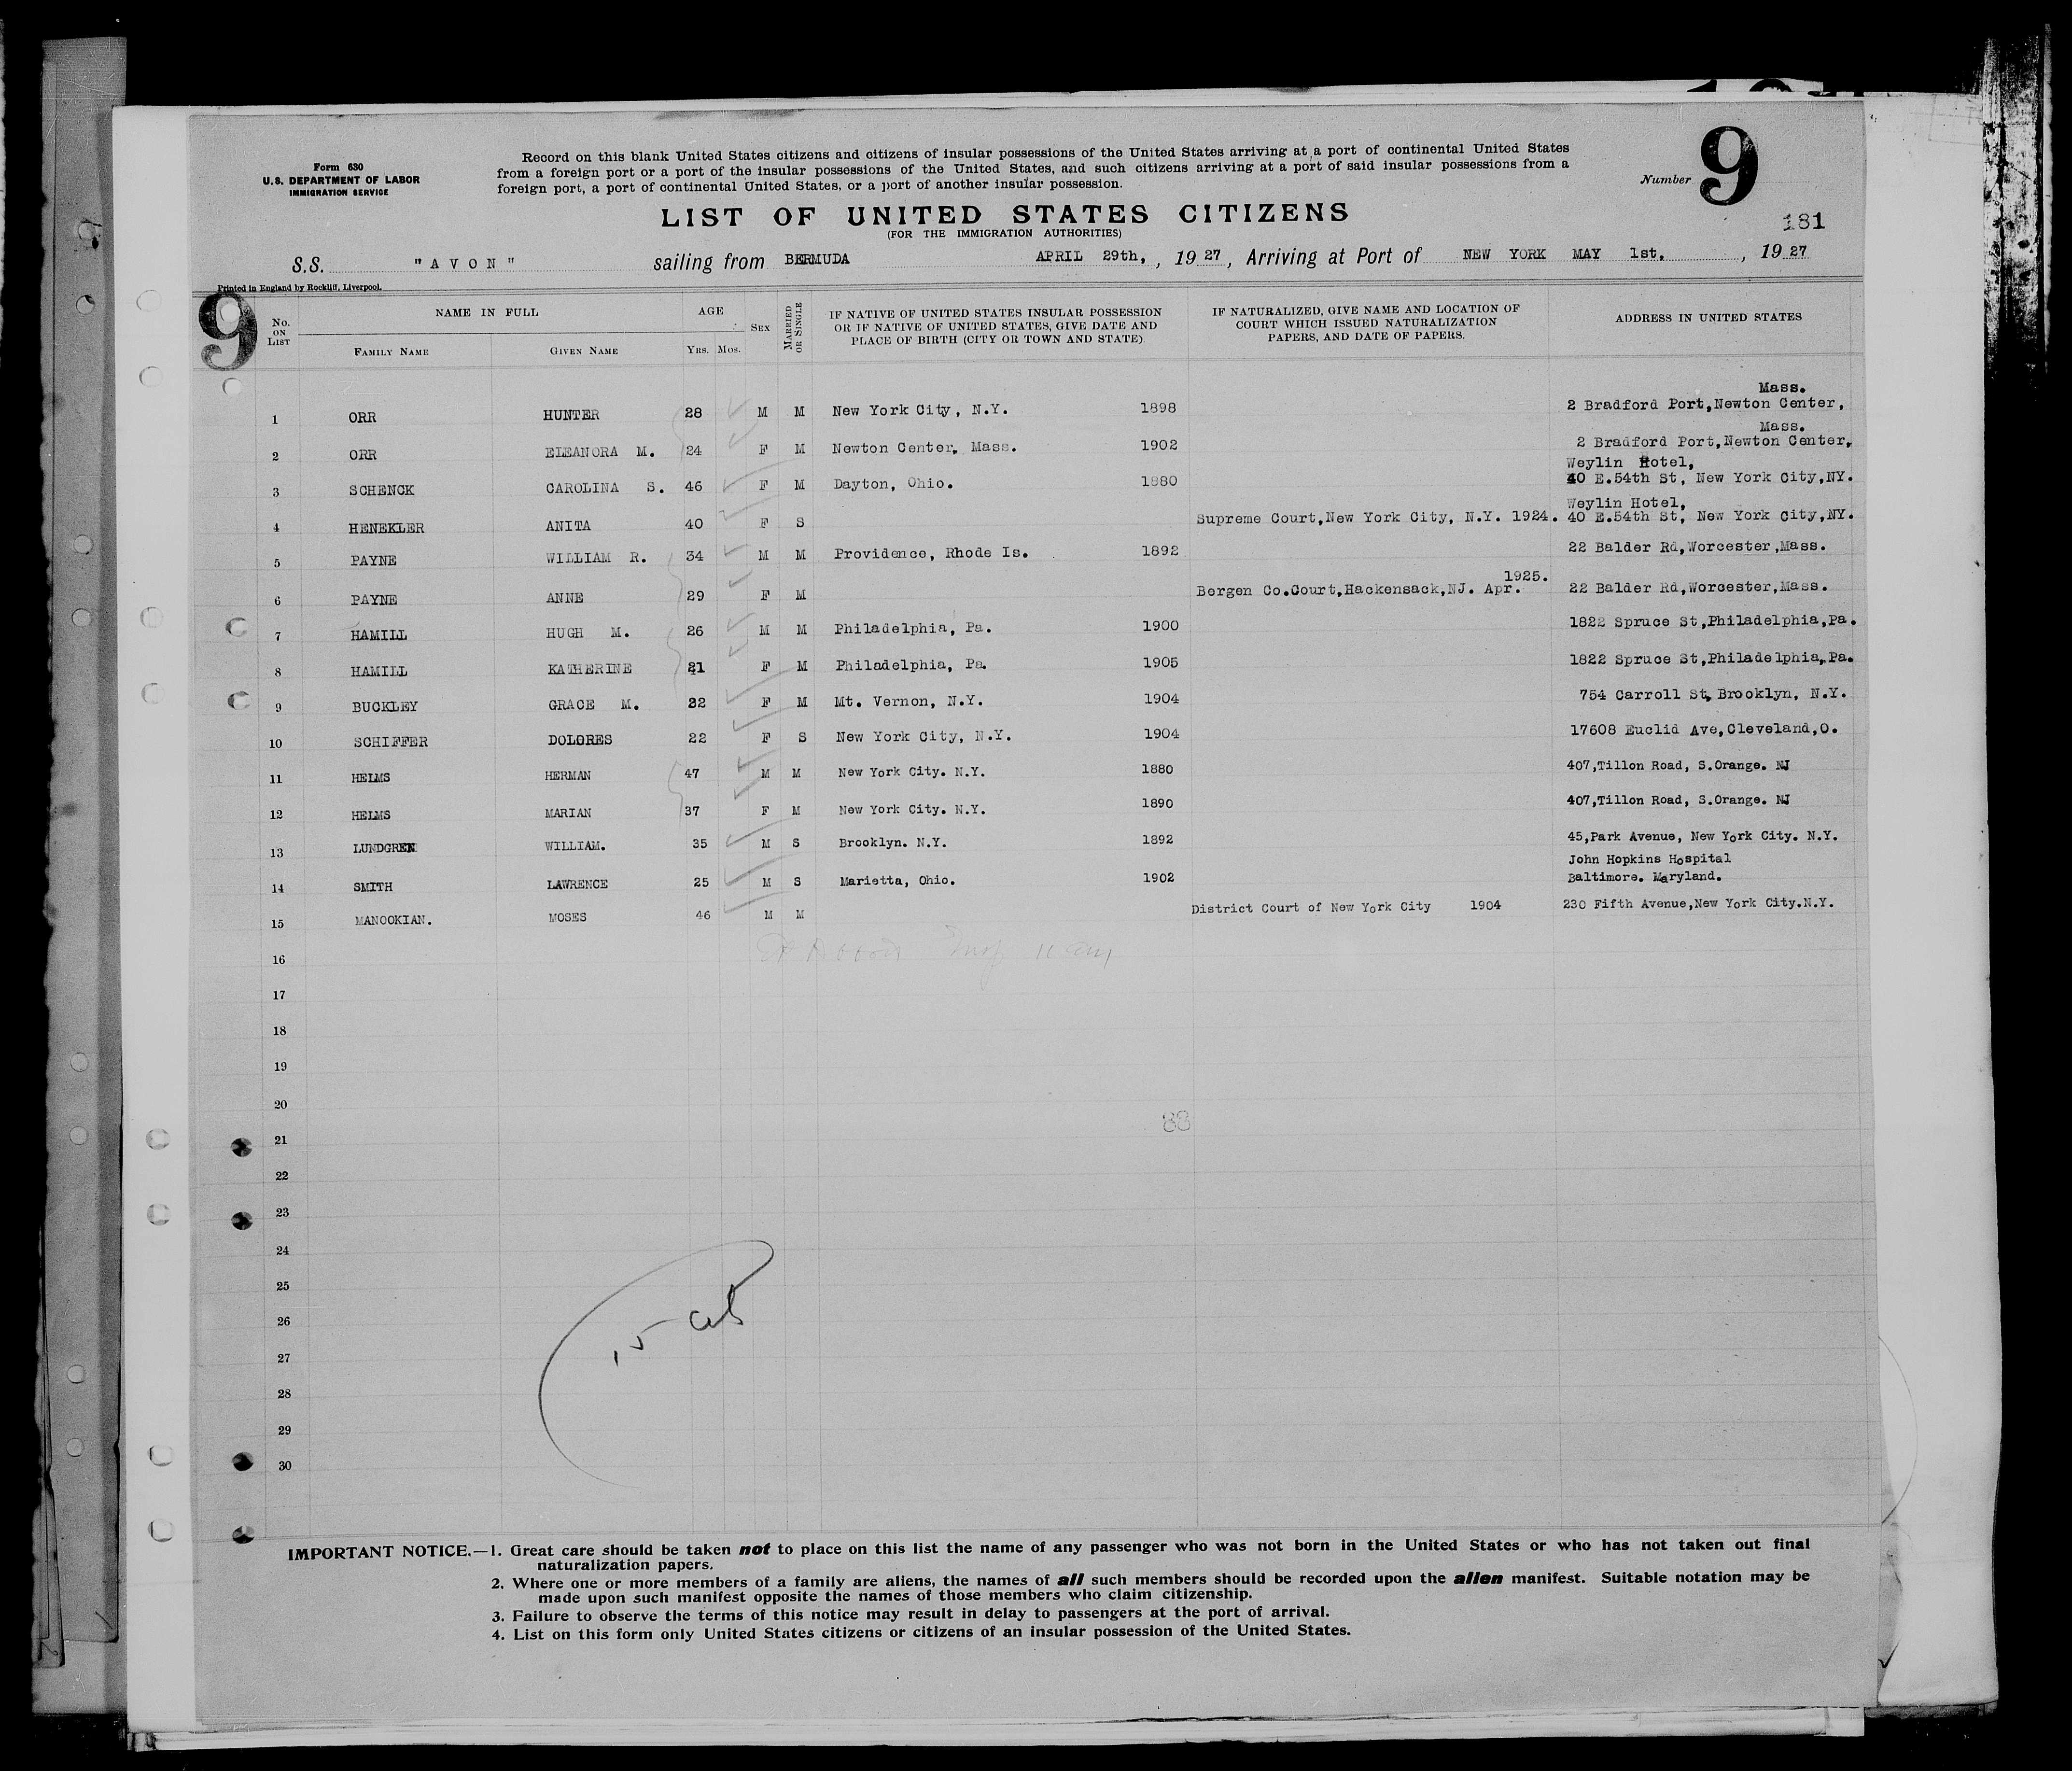 Form 630
U.S. DEPARTMENT OF LABOR
IMMIGRATION SERVICE
Record on this blank United States citizens and citizens of insular possessions of the United States arriving at a port of continental United States
from a foreign port or a port of the insular possessions of the United States, and such citizens arriving at a port of said insular possessions from a
foreign port, a port of continental United States, or a port of another insular possession.
Number 9
LIST OF UNITED STATES CITIZENS
181
(FOR THE IMMIGRATION AUTHORITIES)
S.S. "AVON" sailing from BERMUDA APRIL 29th, , 1927, Arriving at Port of NEW YORK MAY 1st, , 1927
Printed in England by Rockliff, Liverpool.
9
No. ON LIST NAME IN FULL AGE SEX MARRIED OR SINGLE IF NATIVE OF UNITED STATES INSULAR POSSESSION OR IF NATIVE OF UNITED STATES, GIVE DATE AND PLACE OF BIRTH (CITY OR TOWN AND STATE) IF NATURALIZED, GIVE NAME AND LOCATION OF COURT WHICH ISSUED NATURALIZATION PAPERS, AND DATE OF PAPERS. ADDRESS IN UNITED STATES
FAMILY NAME GIVEN NAME YRS. MOS.
Mass.
1 ORR HUNTER 28 M M New York City, N.Y. 1898 2 Bradford Port,Newton Center,
Mass.
2 ORR ELEANORA M. 24 F M Newton Center, Mass. 1902 2 Bradford Port,Newton Center,
Weylin Hotel,
3 SCHENCK CAROLINA S. 46 F M Dayton, Ohio. 1880 40 E.54th St, New York City,NY.
Weylin Hotel,
4 HENEKLER ANITA 40 F S Supreme Court,New York City, N.Y. 1924. 40 E.54th St, New York City,NY.
5 PAYNE WILLIAM R. 34 M M Providence, Rhode Is. 1892 22 Balder Rd,Worcester,Mass.
1925.
6 PAYNE ANNE 29 F M Bergen Co.Court,Hackensack,NJ. Apr. 22 Balder Rd,Worcester,Mass.
7 HAMILL HUGH M. 26 M M Philadelphia, Pa. 1900 1822 Spruce St,Philadelphia,Pa.
8 HAMILL KATHERINE 21 F M Philadelphia, Pa. 1905 1822 Spruce St,Philadelphia,Pa.
9 BUCKLEY GRACE M. 22 F M Mt. Vernon, N.Y. 1904 754 Carroll St, Brooklyn, N.Y.
10 SCHIFFER DOLORES 22 F S New York City, N.Y. 1904 17608 Euclid Ave,Cleveland,O.
11 HELMS HERMAN 47 M M New York City. N.Y. 1880 407,Tillon Road, S.Orange. NJ
12 HELMS MARIAN 37 F M New York City. N.Y. 1890 407,Tillon Road, S.Orange. NJ
13 LUNDGREN WILLIAM. 35 M S Brooklyn. N.Y. 1892 45,Park Avenue, New York City. N.Y.
John Hopkins Hospital
14 SMITH LAWRENCE 25 M S Marietta, Ohio. 1902 Baltimore. Maryland.
15 MANOOKIAN. MOSES 46 M M District Court of New York City 1904 230 Fifth Avenue,New York City.N.Y.
16
17
18
19
20
88
21
22
23
24
25
26
27
28
29
30
IMPORTANT NOTICE.—1. Great care should be taken not to place on this list the name of any passenger who was not born in the United States or who has not taken out final
naturalization papers.
2. Where one or more members of a family are aliens, the names of all such members should be recorded upon the alien manifest. Suitable notation may be
made upon such manifest opposite the names of those members who claim citizenship.
3. Failure to observe the terms of this notice may result in delay to passengers at the port of arrival.
4. List on this form only United States citizens or citizens of an insular possession of the United States.